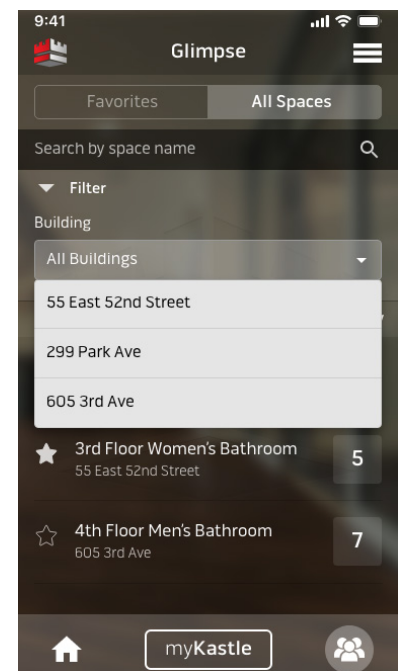 9:41
Glimpse
Favorites
All Spaces
Search by space name
Filter
Building
All Buildings
55 East 52nd Street
299 Park Ave
605 3rd Ave
3rd Floor Women's Bathroom
55 East 52nd Street
5
4th Floor Men's Bathroom
605 3rd Ave
7
myKastle